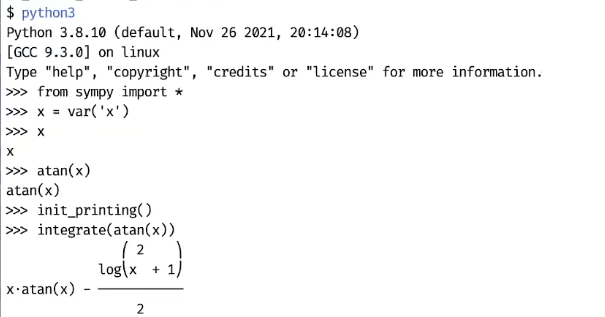 $ python3
Python 3.8.10 (default, Nov 26 2021, 20:14:08)
[GCC 9.3.0] on linux
Type "help", "copyright", "credits" or "license" for more information.
>>> from sympy import *
>>> x = var('x')
>>> x
x
>>> atan(x)
atan(x)
>>> init_printing()
>>> integrate(atan(x))
              ⎛ 2    ⎞
           log⎝x  + 1⎠
x·atan(x) - ───────────
                2